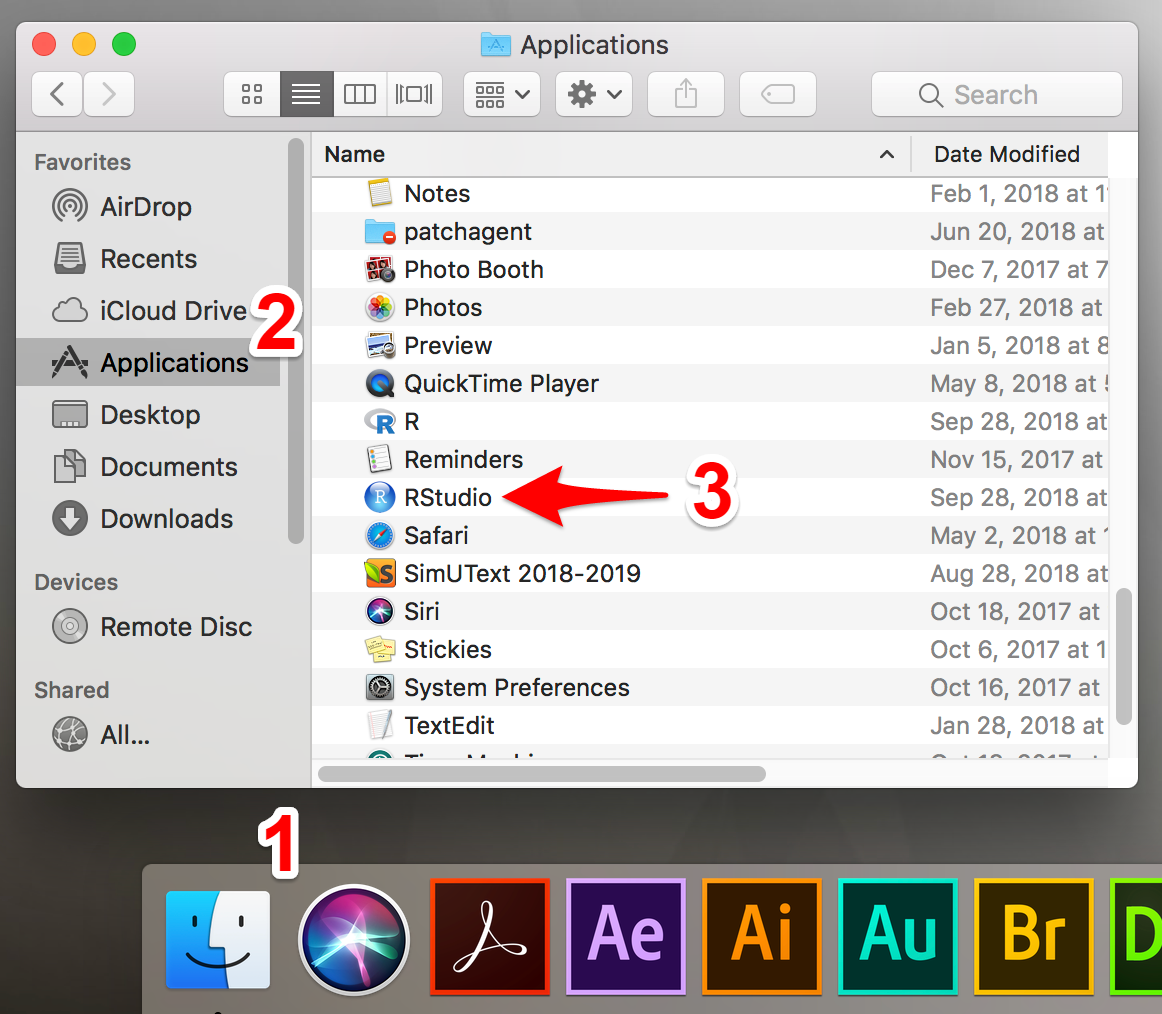 Applications
Search
Favorites
AirDrop
Recents
iCloud Drive
2
Applications
Desktop
Documents
Downloads
Devices
Remote Disc
Shared
All...
Name Date Modified
Notes Feb 1, 2018 at 1
patchagent Jun 20, 2018 at
Photo Booth Dec 7, 2017 at 7
Photos Feb 27, 2018 at
Preview Jan 5, 2018 at 8
QuickTime Player May 8, 2018 at
R Sep 28, 2018 at
Reminders Nov 15, 2017 at
R RStudio 3 Sep 28, 2018 at
Safari May 2, 2018 at
SimUText 2018-2019 Aug 28, 2018 at
Siri Oct 18, 2017 at
Stickies Oct 6, 2017 at 1
System Preferences Oct 16, 2017 at
TextEdit Jan 28, 2018 at
1
Ae Ai Au Br D